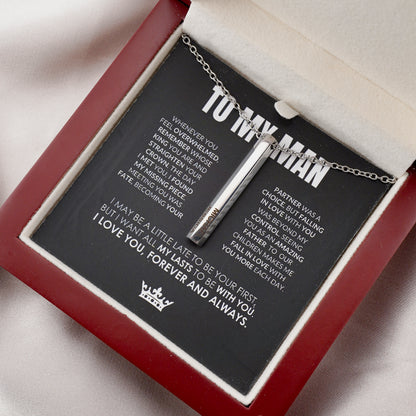 TO MY MAN
WHENEVER YOU
FEEL OVERWHELMED,
REMEMBER WHOSE
KING YOU ARE AND
STRAIGHTEN YOUR
CROWN. THE DAY
I MET YOU, I FOUND
MY MISSING PIECE.
MEETING YOU WAS
FATE, BECOMING YOUR
PARTNER WAS A
CHOICE BUT FALLING
IN LOVE WITH YOU
WAS BEYOND MY
CONTROL. SEEING
YOU AS AN AMAZING
FATHER TO OUR
CHILDREN MAKES ME
FALL IN LOVE WITH
YOU MORE EACH DAY.
I MAY BE A LITTLE LATE TO BE YOUR FIRST,
BUT I WANT ALL MY LASTS TO BE WITH YOU.
I LOVE YOU, FOREVER AND ALWAYS.